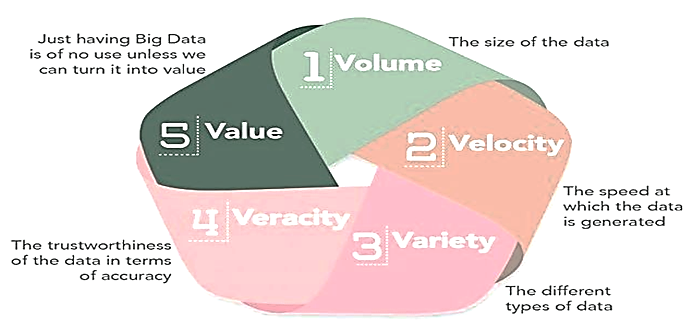 1 Volume
The size of the data
2 Velocity
The speed at
which the data
is generated
3 Variety
The different
types of data
4 Veracity
The trustworthiness
of the data in terms
of accuracy
5 Value
Just having Big Data
is of no use unless we
can turn it into value